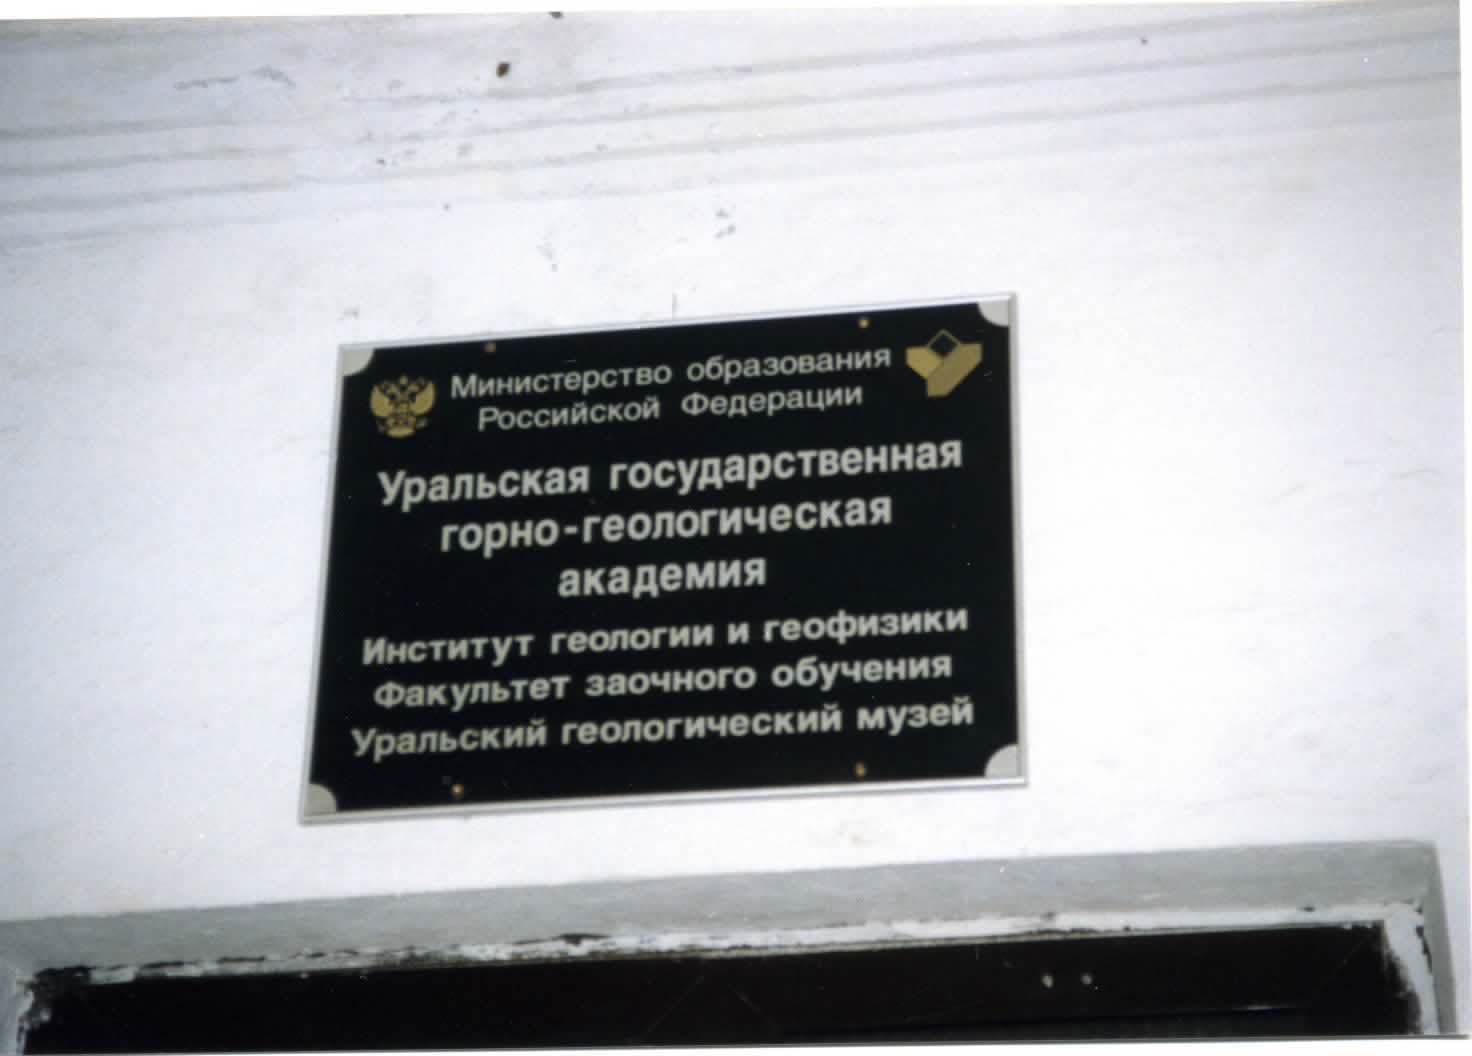 Министерство образования
Российской Федерации
Уральская государственная
горно-геологическая
академия
Институт геологии и геофизики
Факультет заочного обучения
Уральский геологический музей